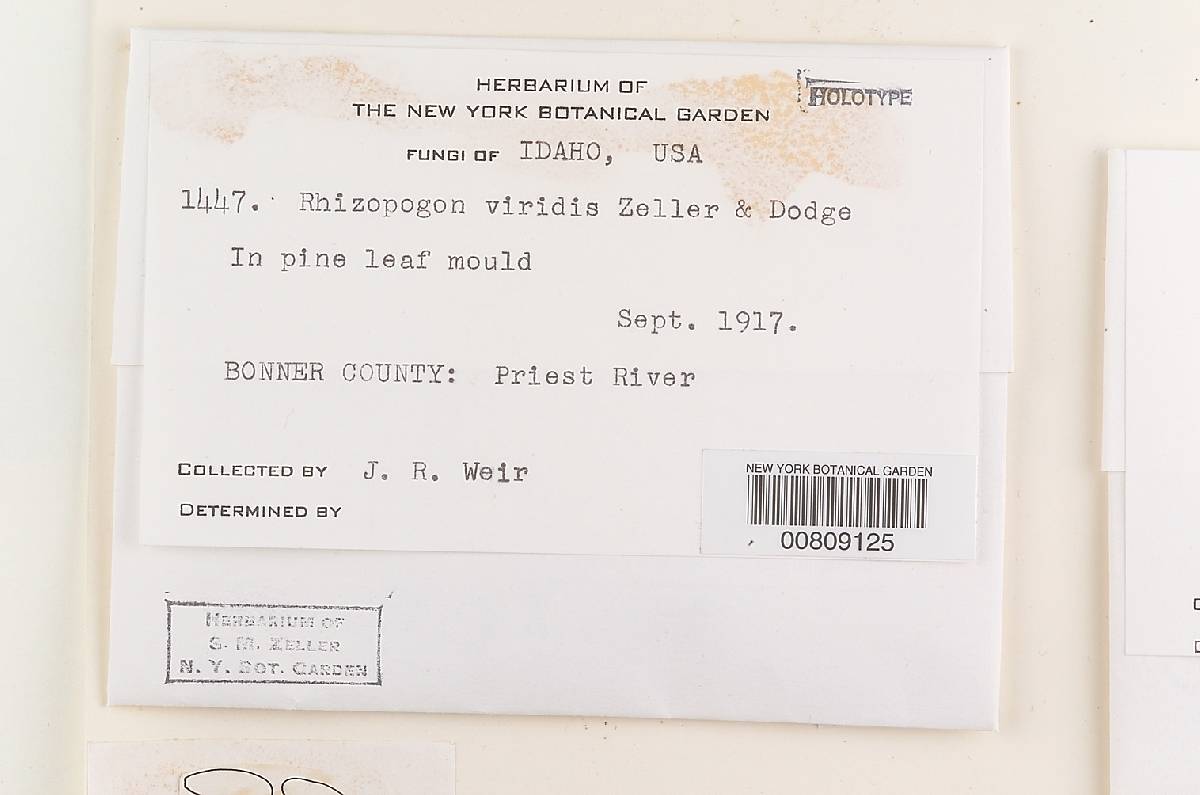 HERBARIUM OF
THE NEW YORK BOTANICAL GARDEN
HOLOTYPE
FUNGI OF IDAHO, USA
1447. Rhizopogon viridis Zeller & Dodge
In pine leaf mould
Sept. 1917.
BONNER COUNTY: Priest River
COLLECTED BY J. R. Weir
DETERMINED BY
NEW YORK BOTANICAL GARDEN
00809125
HERBARIUM OF
S. M. ZELLER
N. Y. BOT. GARDEN